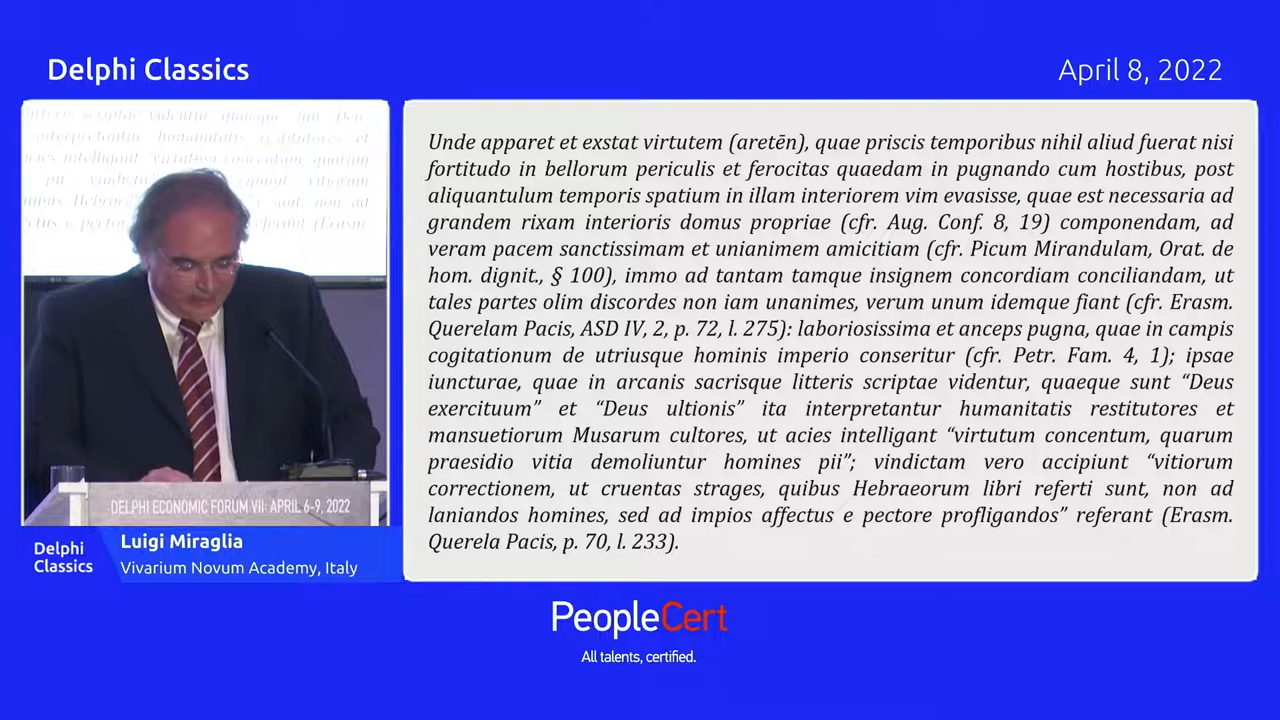 Delphi Classics
April 8, 2022
Unde apparet et exstat virtutem (aretēn), quae priscis temporibus nihil aliud fuerat nisi
fortitudo in bellorum periculis et ferocitas quaedam in pugnando cum hostibus, post
aliquantulum temporis spatium in illam interiorem vim evasisse, quae est necessaria ad
grandem rixam interioris domus propriae (cfr. Aug. Conf. 8, 19) componendam, ad
veram pacem sanctissimam et unianimem amicitiam (cfr. Picum Mirandulam, Orat. de
hom. dignit., § 100), immo ad tantam tamque insignem concordiam conciliandam, ut
tales partes olim discordes non iam unanimes, verum unum idemque fiant (cfr. Erasm.
Querelam Pacis, ASD IV, 2, p. 72, l. 275): laboriosissima et anceps pugna, quae in campis
cogitationum de utriusque hominis imperio conseritur (cfr. Petr. Fam. 4, 1); ipsae
iuncturae, quae in arcanis sacrisque litteris scriptae videntur, quaeque sunt “Deus
exercituum” et “Deus ultionis” ita interpretantur humanitatis restitutores et
mansuetiorum Musarum cultores, ut acies intelligant “virtutum concentum, quarum
praesidio vitia demoliuntur homines pii”; vindictam vero accipiunt “vitiorum
correctionem, ut cruentas strages, quibus Hebraeorum libri referti sunt, non ad
laniandos homines, sed ad impios affectus e pectore profligandos” referant (Erasm.
Querela Pacis, p. 70, l. 233).
DELPHI ECONOMIC FORUM VII: APRIL 6-9, 2022
Delphi
Classics
Luigi Miraglia
Vivarium Novum Academy, Italy
PeopleCert
All talents, certified.